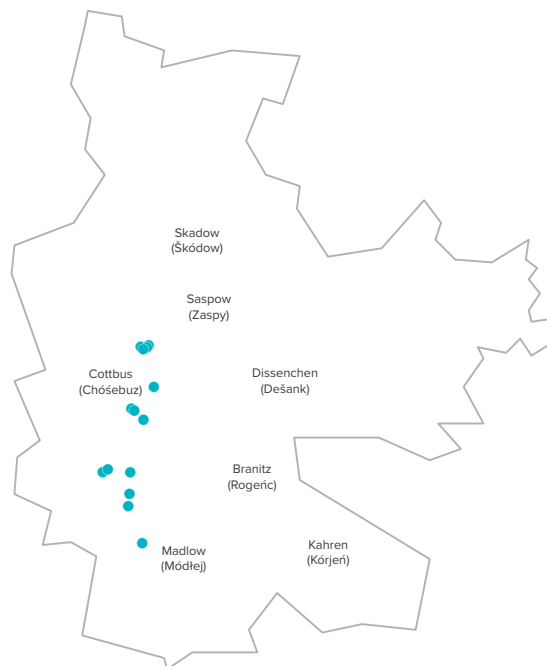 Skadow
(Škódow)
Saspow
(Zaspy)
Cottbus
(Chóśebuz)
Dissenchen
(Dešank)
Branitz
(Rogeńc)
Madlow
(Módłej)
Kahren
(Kórjeń)